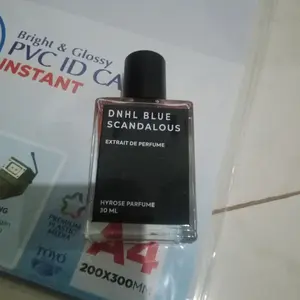 Bright & Glossy
PVC ID CA
INSTANT
DNHL BLUE
SCANDALOUS
EXTRAIT DE PERFUME
HYROSE PARFUME
30 ML
A4
200X300MM